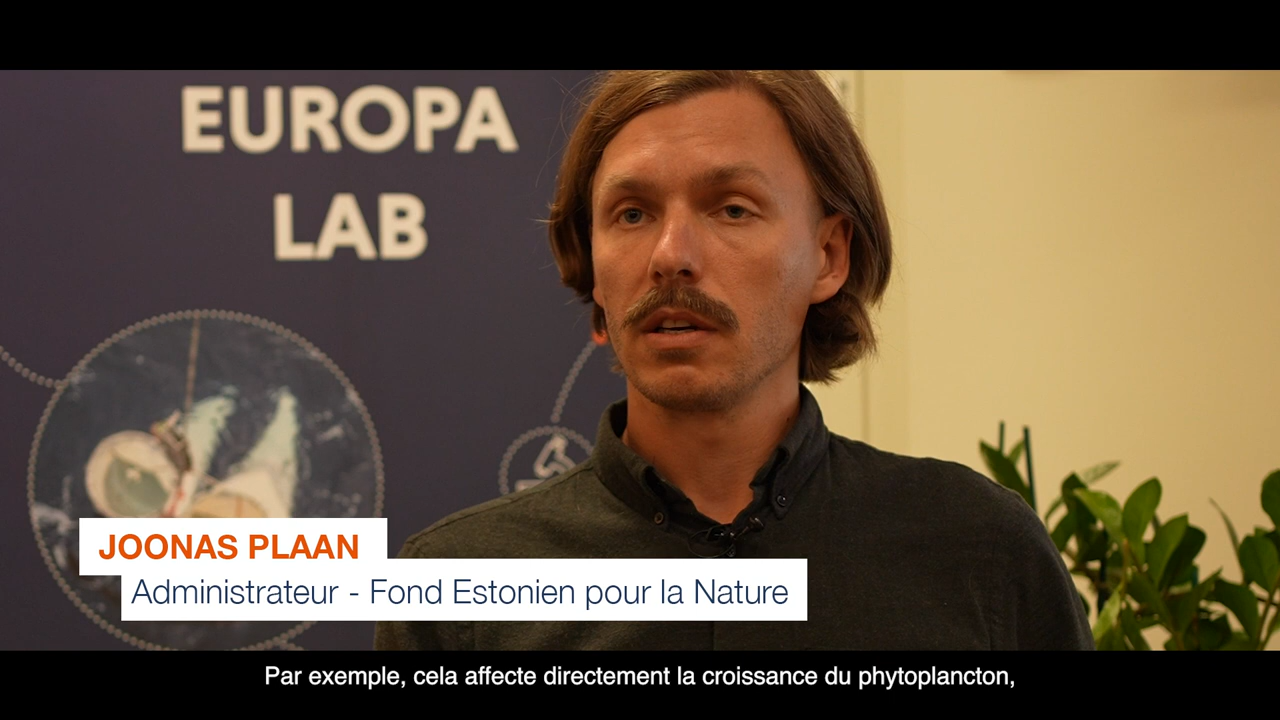 EUROPA
LAB
JOONAS PLAAN
Administrateur - Fond Estonien pour la Nature
Par exemple, cela affecte directement la croissance du phytoplancton,